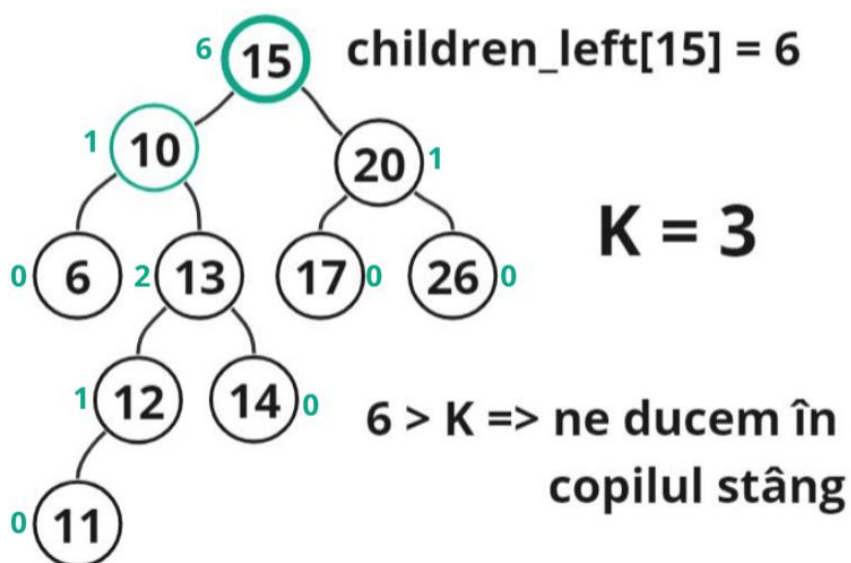 6 15 children_left[15] = 6
1 10 20 1
K = 3
0 6 2 13 17 0 26 0
1 12 14 0
6 > K => ne ducem în
copilul stâng
0 11